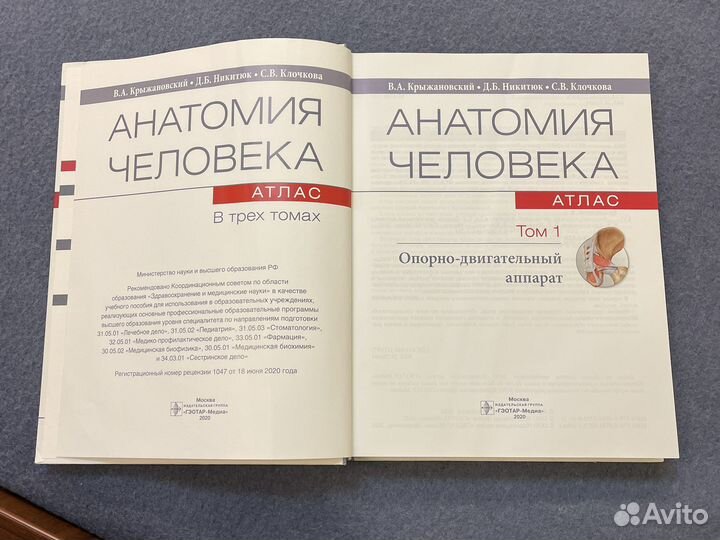 В.А. Крыжановский • Д.Б. Никитюк • С.В. Клочкова
АНАТОМИЯ
ЧЕЛОВЕКА
АТЛАС
В трех томах
Министерство науки и высшего образования РФ
Рекомендовано Координационным советом по области
образования «Здравоохранение и медицинские науки» в качестве
учебного пособия для использования в образовательных учреждениях,
реализующих основные профессиональные образовательные программы
высшего образования уровня специалитета по направлениям подготовки
31.05.01 «Лечебное дело», 31.05.02 «Педиатрия», 31.05.03 «Стоматология»,
32.05.01 «Медико-профилактическое дело», 33.05.01 «Фармация»,
30.05.02 «Медицинская биофизика», 30.05.01 «Медицинская биохимия»
и 34.03.01 «Сестринское дело»
Регистрационный номер рецензии 1047 от 18 июня 2020 года
Москва
ИЗДАТЕЛЬСКАЯ ГРУППА
«ГЭОТАР-Медиа»
2020
В.А. Крыжановский • Д.Б. Никитюк • С.В. Клочкова
АНАТОМИЯ
ЧЕЛОВЕКА
АТЛАС
Том 1
Опорно-двигательный
аппарат
Москва
ИЗДАТЕЛЬСКАЯ ГРУППА
«ГЭОТАР-Медиа»
2020
Avito